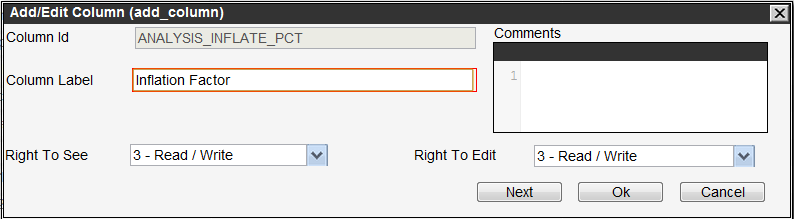 Add/Edit Column (add_column)
Column Id ANALYSIS_INFLATE_PCT Comments
Column Label Inflation Factor 1
Right To See 3 - Read / Write Right To Edit 3 - Read / Write
Next Ok Cancel